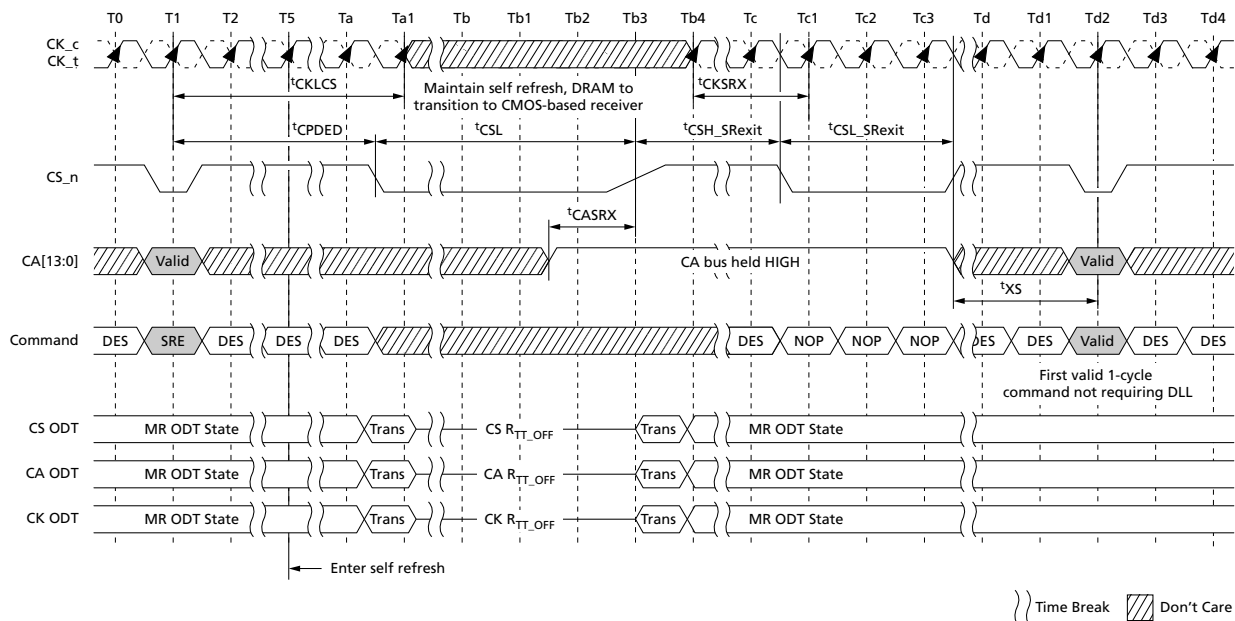 T0 T1 T2 T5 Ta Ta1 Tb Tb1 Tb2 Tb3 Tb4 Tc Tc1 Tc2 Tc3 Td Td1 Td2 Td3 Td4
CK_c
CK_t
tCKLCS
Maintain self refresh, DRAM to
transition to CMOS-based receiver
tCKSRX
tCPDED tCSL tCSH_SRexit tCSL_SRexit
CS_n
tCASRX
CA[13:0] Valid CA bus held HIGH Valid
tXS
Command DES SRE DES DES DES DES NOP NOP NOP DES DES Valid DES DES
First valid 1-cycle
command not requiring DLL
CS ODT MR ODT State Trans CS RTT_OFF Trans MR ODT State
CA ODT MR ODT State Trans CA RTT_OFF Trans MR ODT State
CK ODT MR ODT State Trans CK RTT_OFF Trans MR ODT State
Enter self refresh
Time Break Don't Care